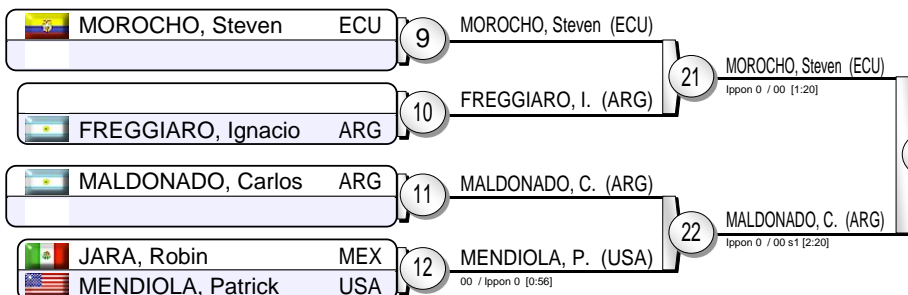 MOROCHO, Steven ECU
9
MOROCHO, Steven (ECU)
21
MOROCHO, Steven (ECU)
Ippon 0 / 00 [1:20]
10
FREGGIARO, I. (ARG)
FREGGIARO, Ignacio ARG
MALDONADO, Carlos ARG
11
MALDONADO, C. (ARG)
22
MALDONADO, C. (ARG)
Ippon 0 / 00 s1 [2:20]
JARA, Robin MEX
12
MENDIOLA, P. (USA)
00 / Ippon 0 [0:56]
MENDIOLA, Patrick USA